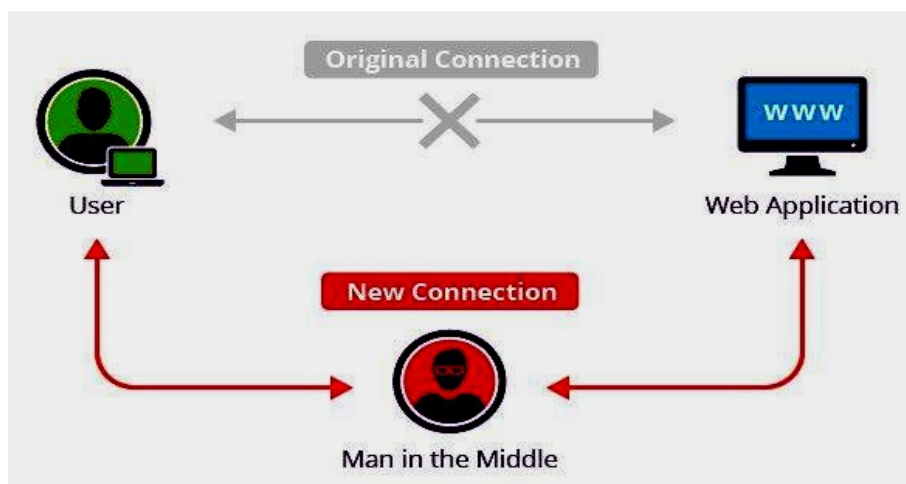 Original Connection
www
User
Web Application
New Connection
Man in the Middle